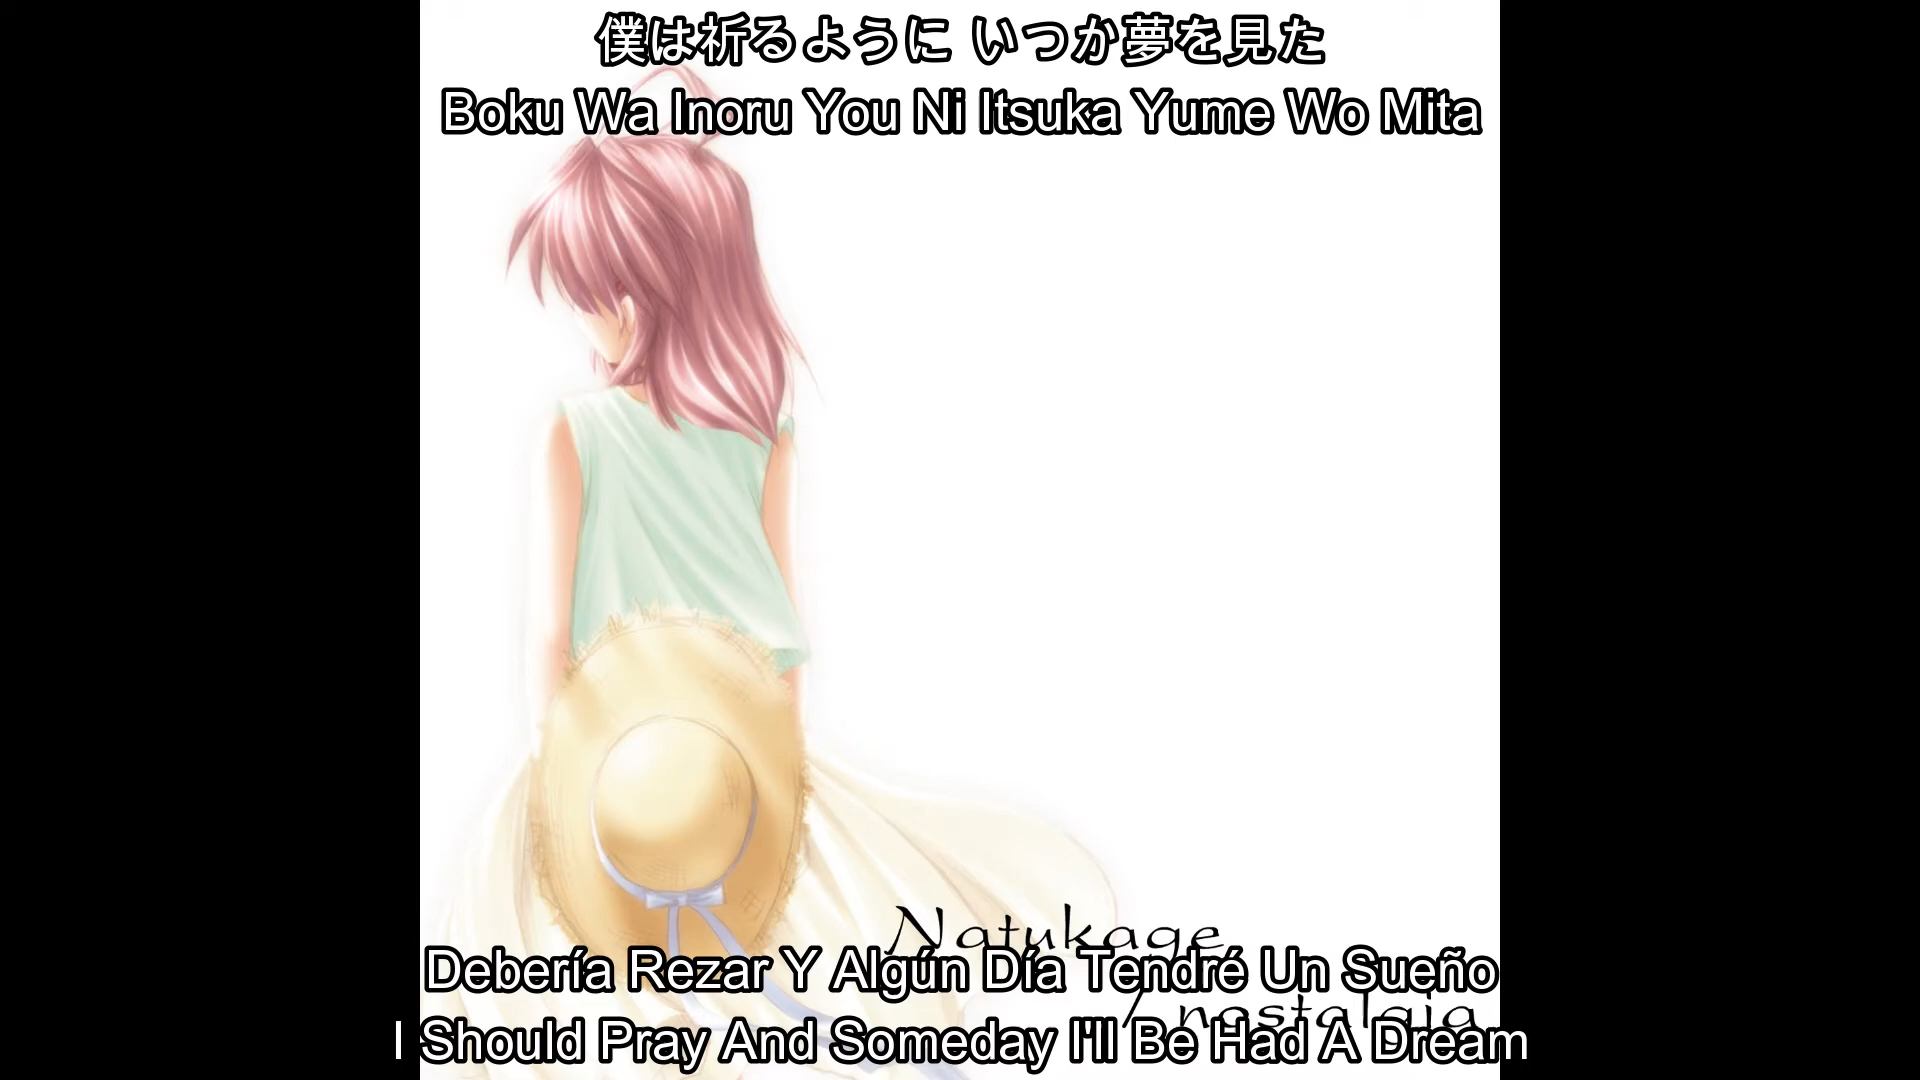 僕は祈るように いつか夢を見た
Boku Wa Inoru You Ni Itsuka Yume Wo Mita
Natukage
Debería Rezar Y Algún Día Tendré Un Sueño
/ nostalgia
I Should Pray And Someday I'll Be Had A Dream